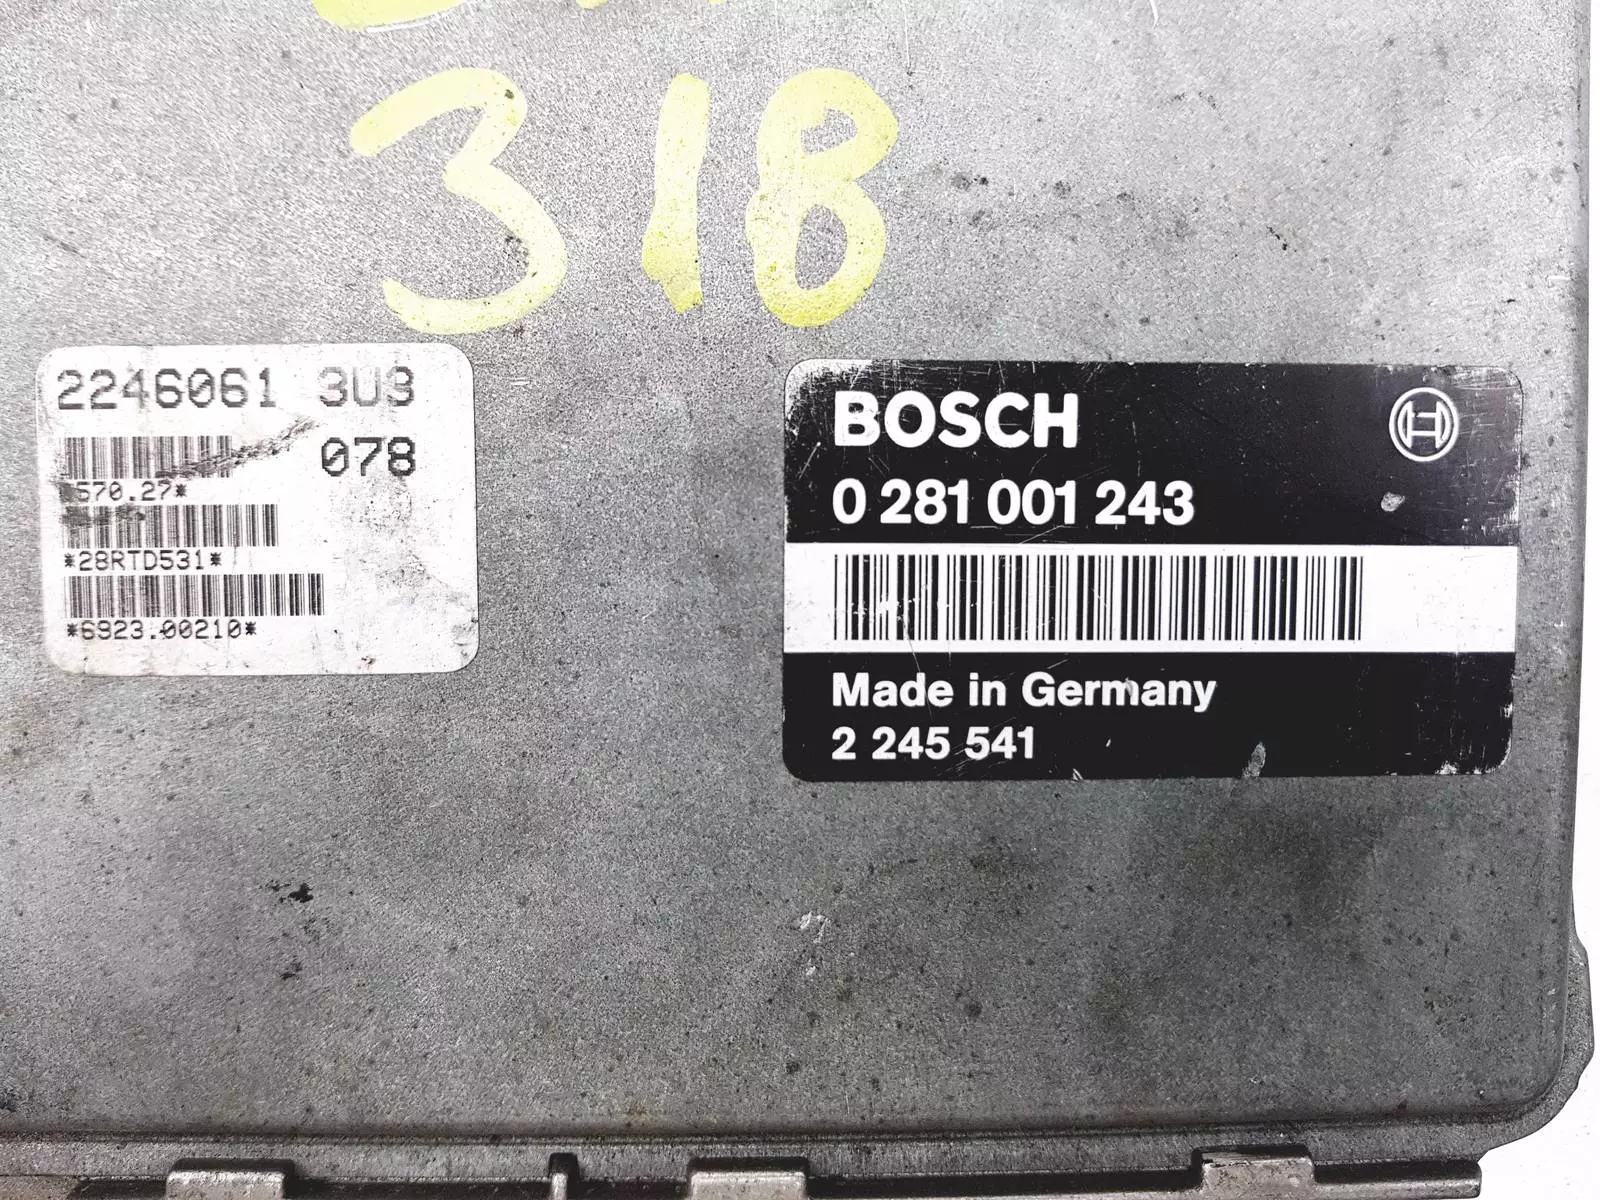 318
2246061 3U3
078
570.27*
*28RTD531*
*6923.00210*
BOSCH
0 281 001 243
Made in Germany
2 245 541